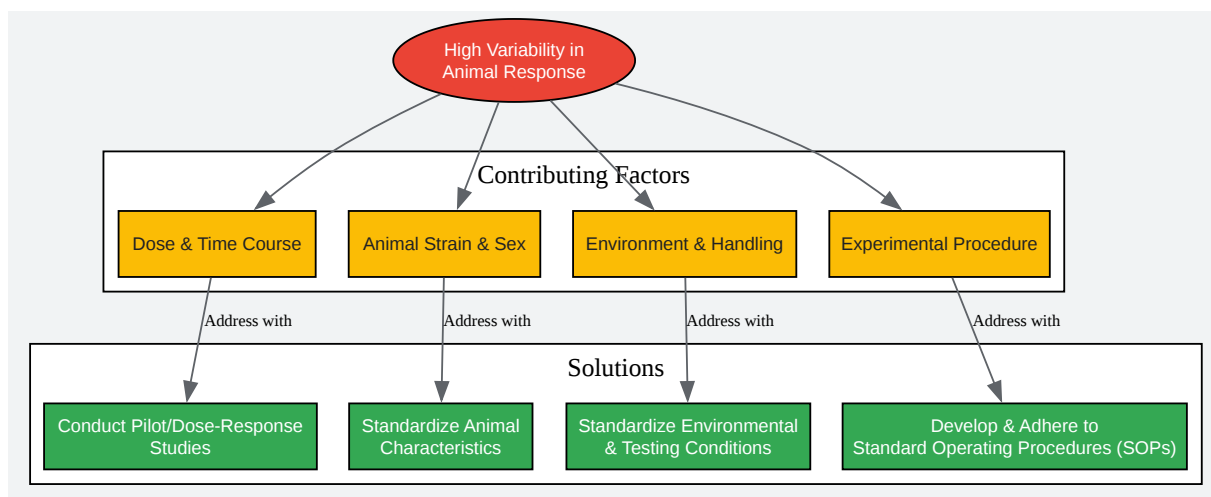 High Variability in
Animal Response
Contributing Factors
Dose & Time Course
Animal Strain & Sex
Environment & Handling
Experimental Procedure
Address with
Address with
Address with
Address with
Solutions
Conduct Pilot/Dose-Response
Studies
Standardize Animal
Characteristics
Standardize Environmental
& Testing Conditions
Develop & Adhere to
Standard Operating Procedures (SOPs)